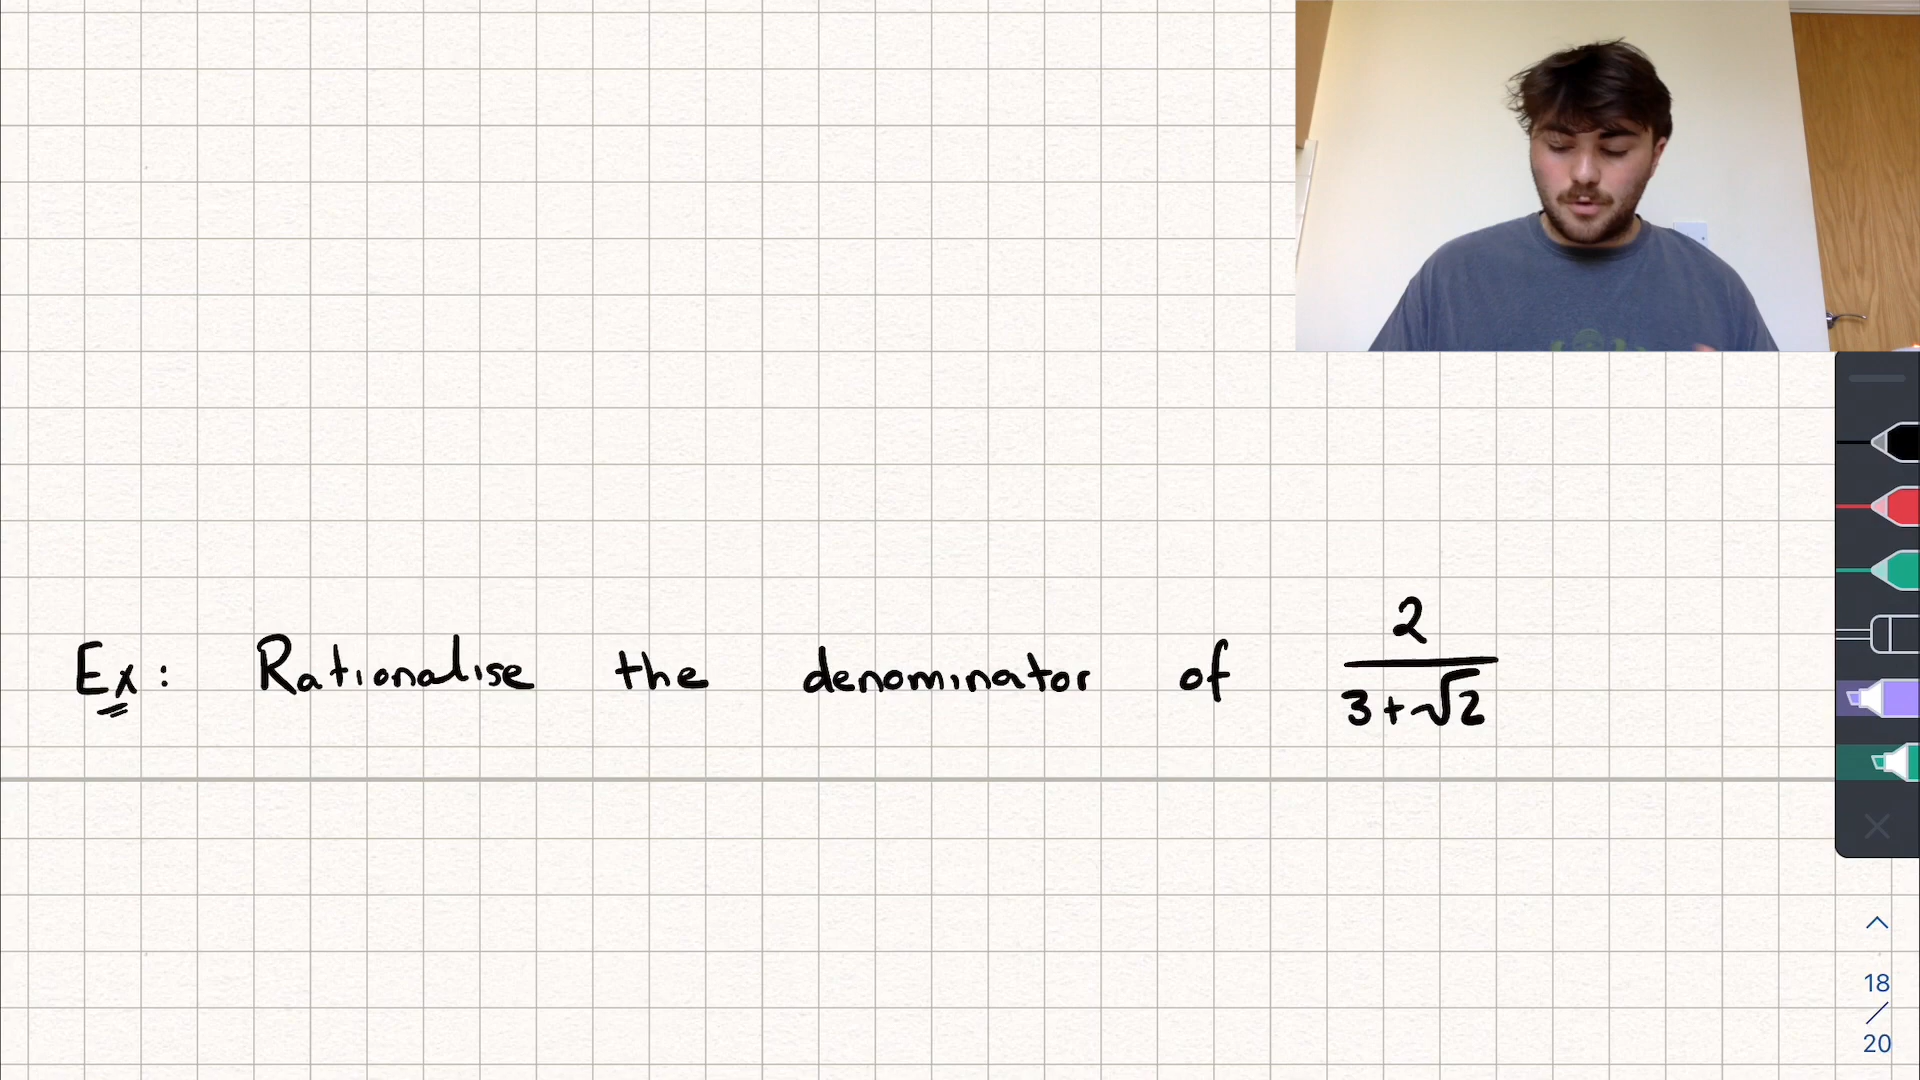 Ex: Rationalise the denominator of 2/(3+√2)
18
/
20